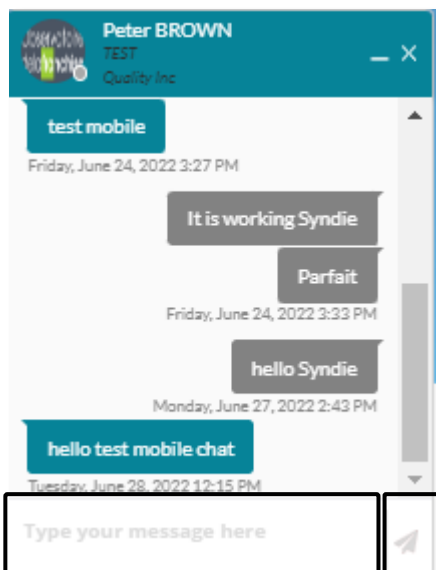 Peter BROWN
TEST
Quality Inc
test mobile
Friday, June 24, 2022 3:27 PM
It is working Syndie
Parfait
Friday, June 24, 2022 3:33 PM
hello Syndie
Monday, June 27, 2022 2:43 PM
hello test mobile chat
Tuesday, June 28, 2022 12:15 PM
Type your message here